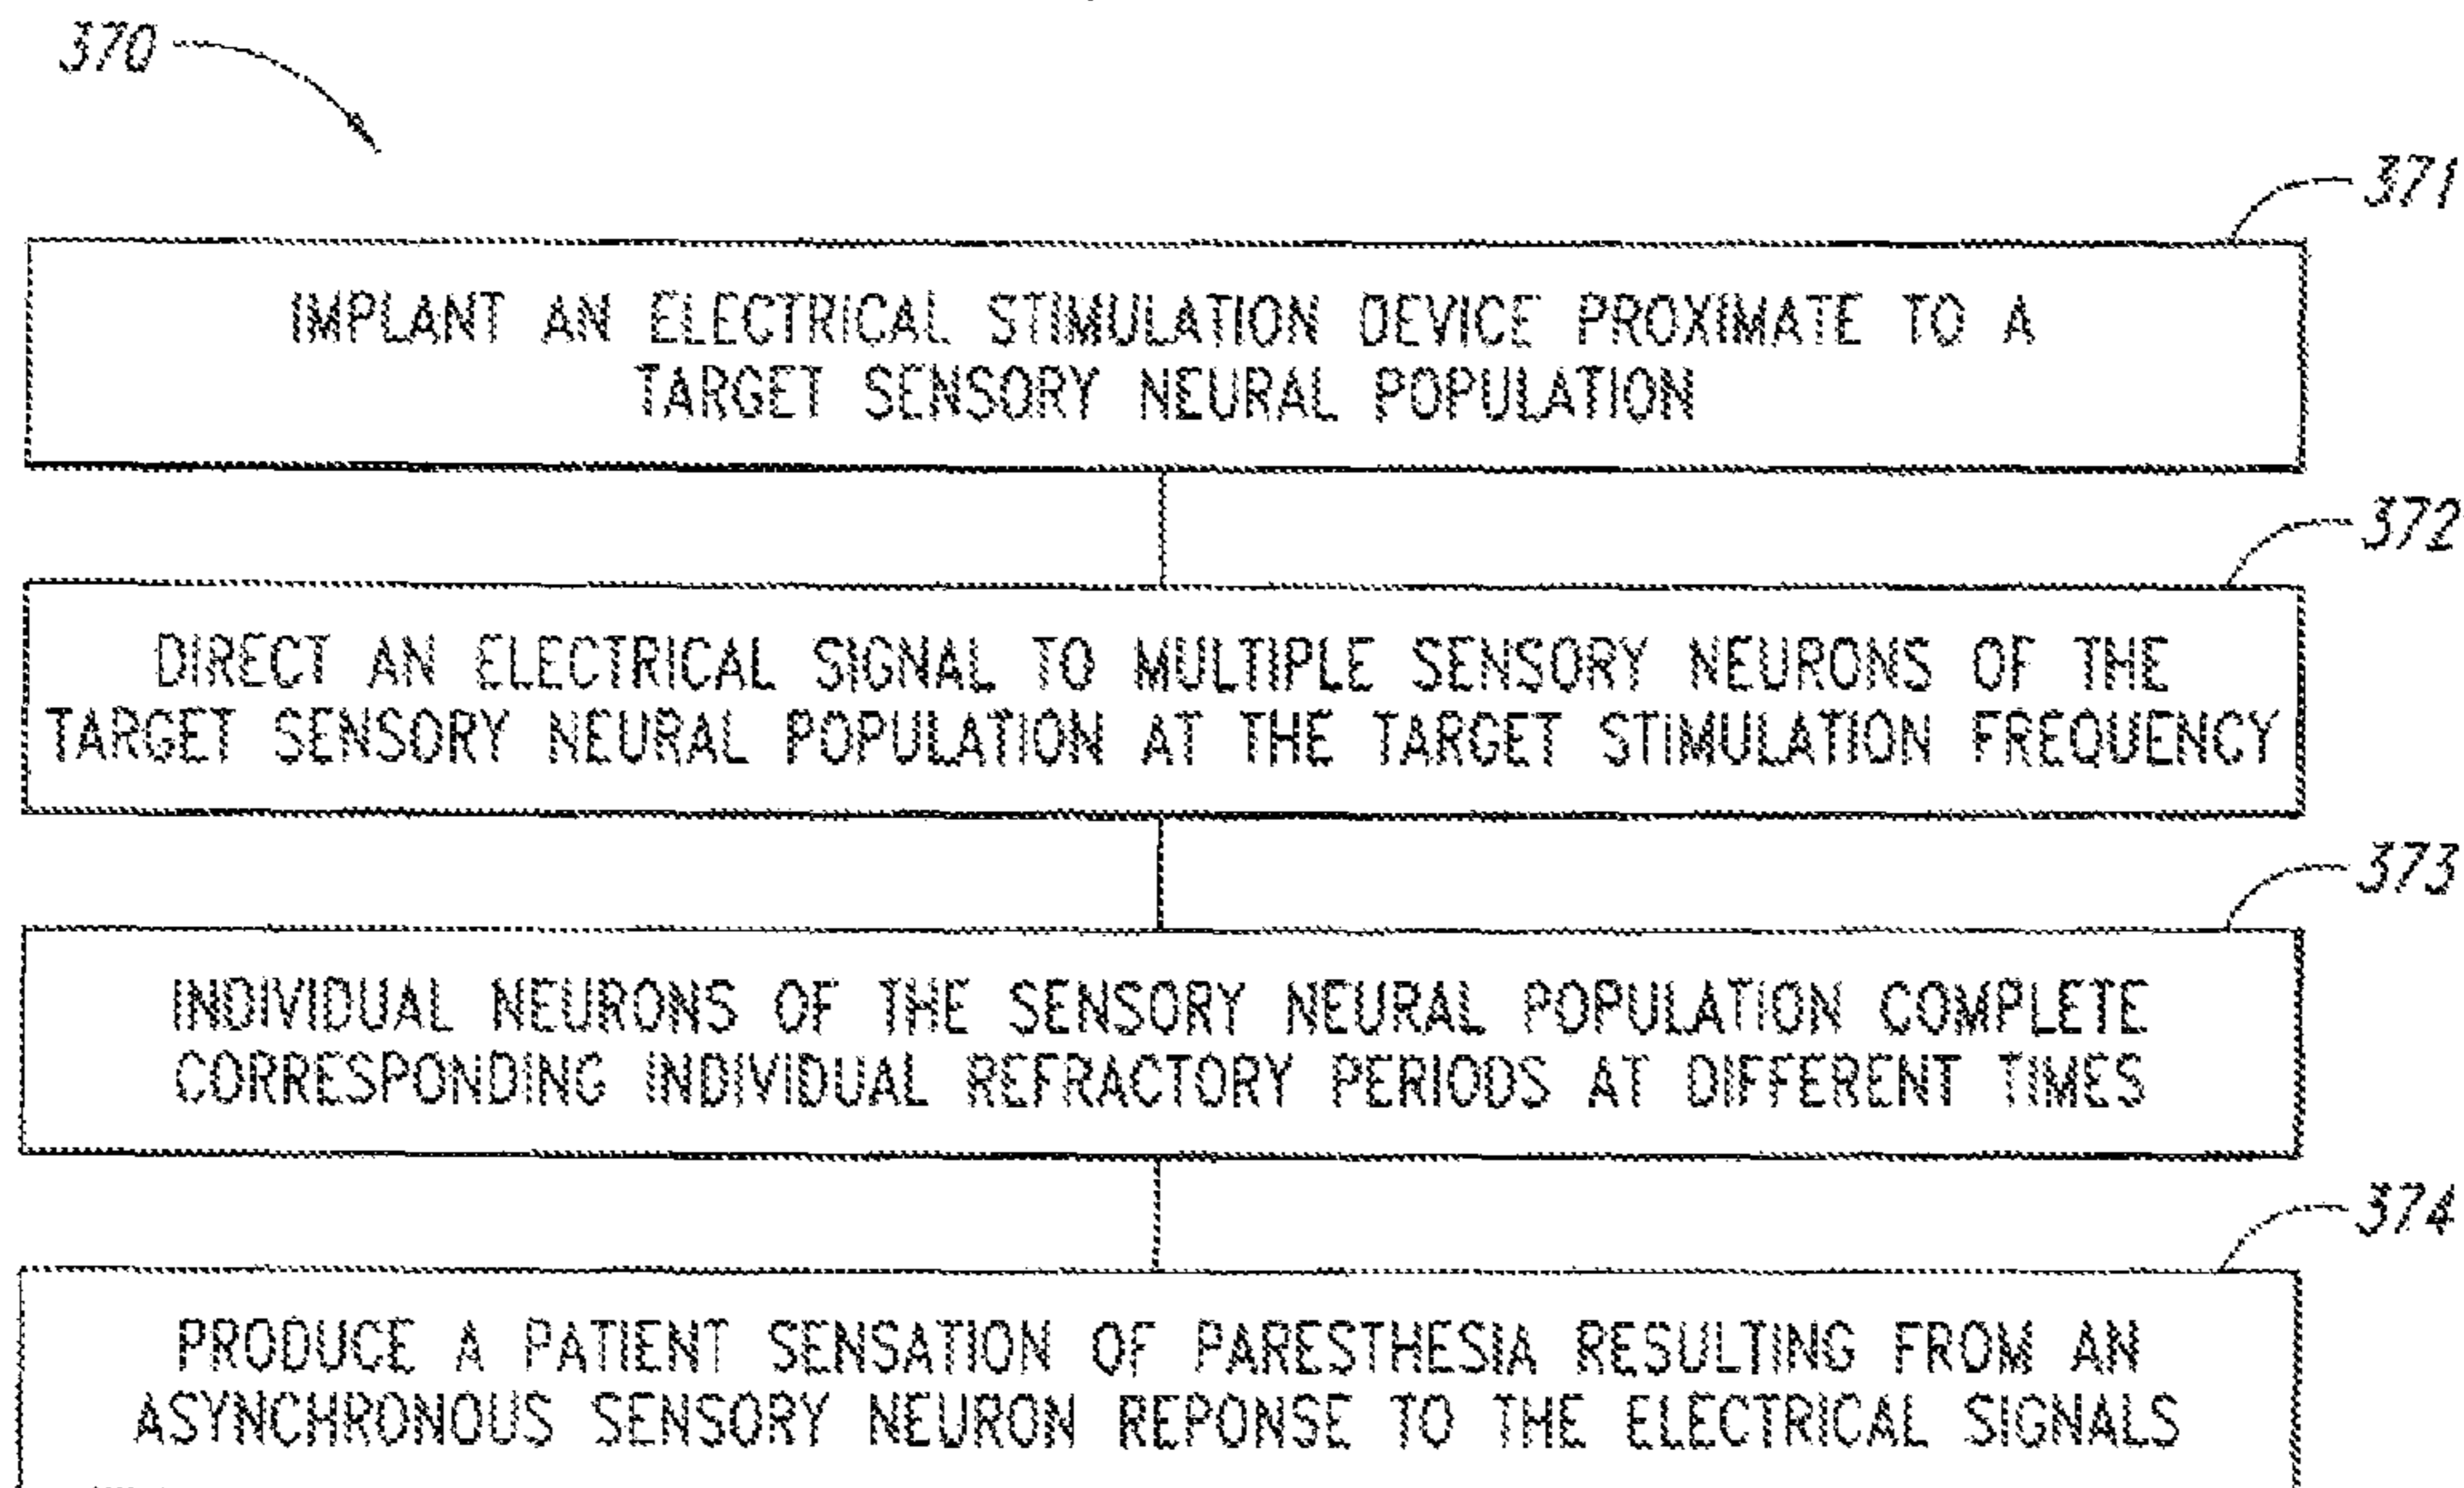 370
371
IMPLANT AN ELECTRICAL STIMULATION DEVICE PROXIMATE TO A
TARGET SENSORY NEURAL POPULATION
372
DIRECT AN ELECTRICAL SIGNAL TO MULTIPLE SENSORY NEURONS OF THE
TARGET SENSORY NEURAL POPULATION AT THE TARGET STIMULATION FREQUENCY
373
INDIVIDUAL NEURONS OF THE SENSORY NEURAL POPULATION COMPLETE
CORRESPONDING INDIVIDUAL REFRACTORY PERIODS AT DIFFERENT TIMES
374
PRODUCE A PATIENT SENSATION OF PARESTHESIA RESULTING FROM AN
ASYNCHRONOUS SENSORY NEURON REPONSE TO THE ELECTRICAL SIGNALS